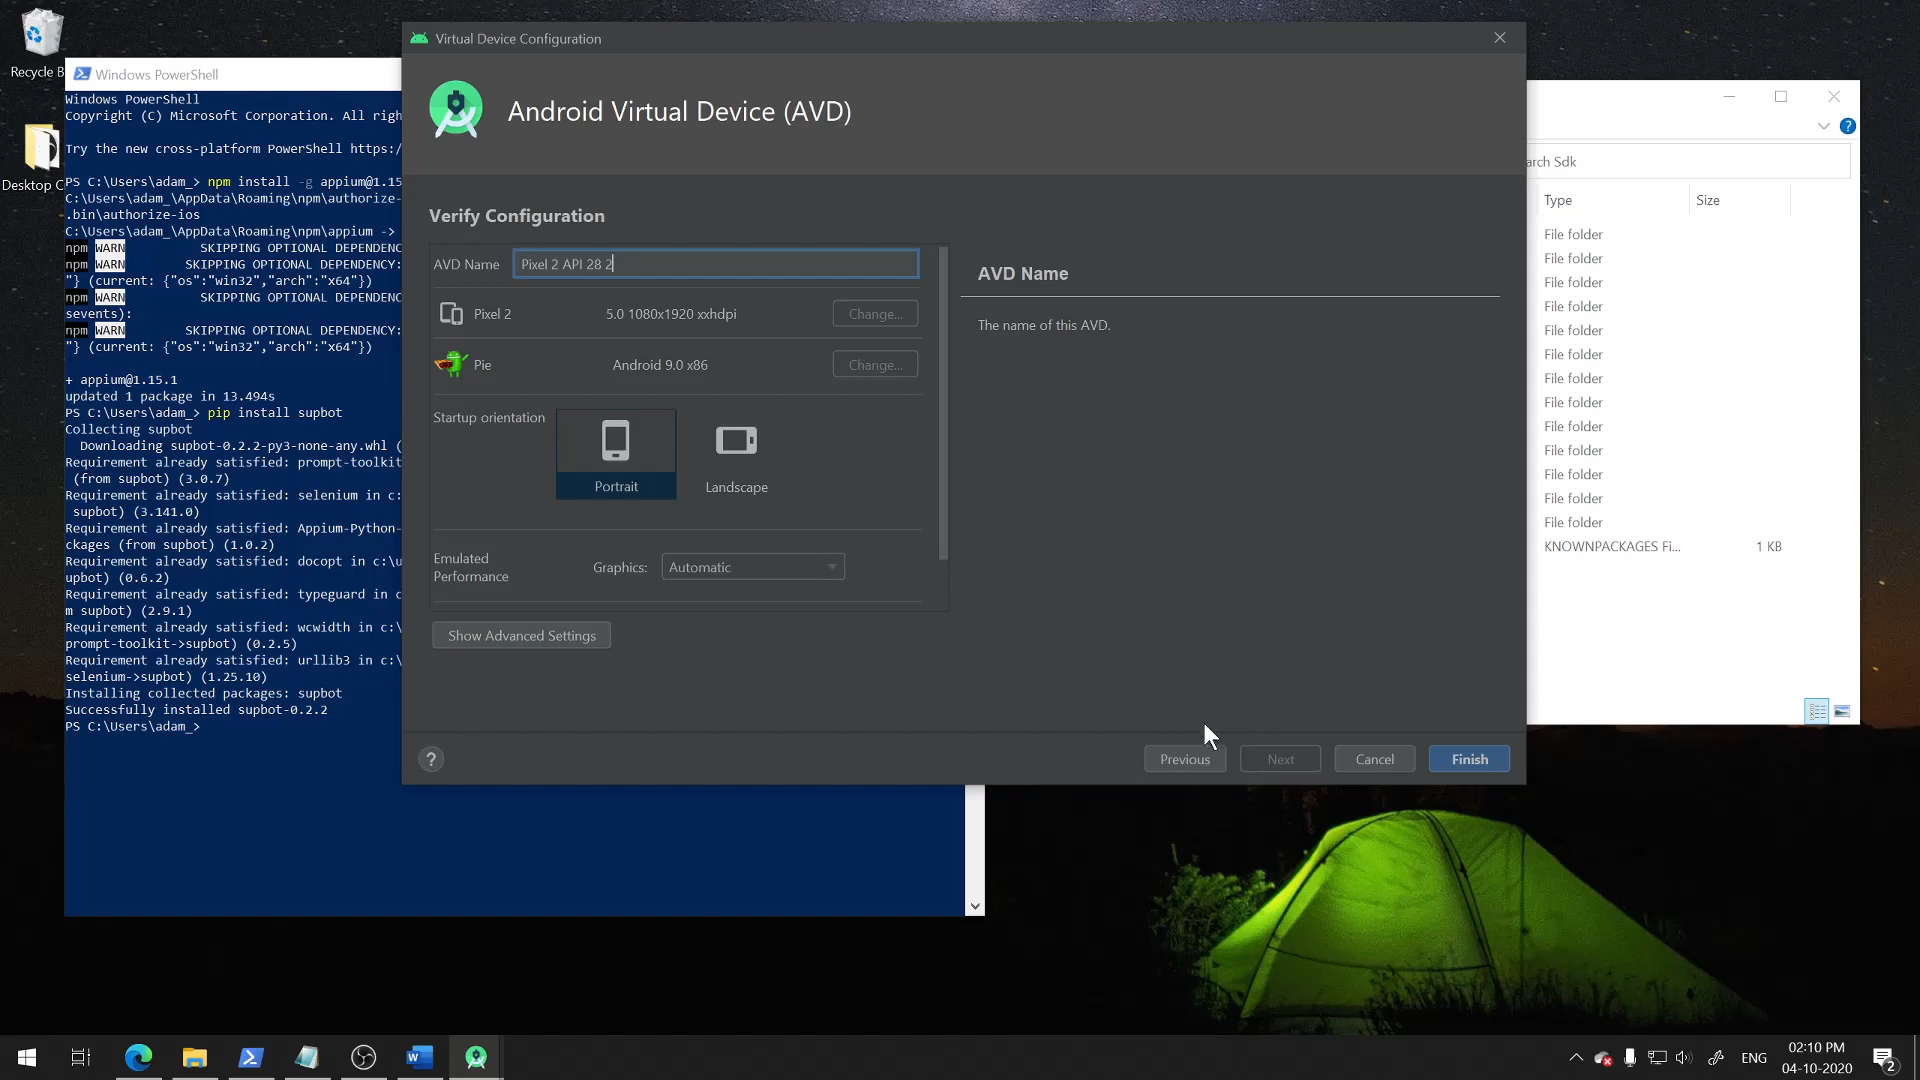 Recycle B
Desktop C
Windows PowerShell
Windows PowerShell
Copyright (C) Microsoft Corporation. All righ
Try the new cross-platform PowerShell https:/
PS C:\Users\adam_> npm install -g appium@1.15
C:\Users\adam_\AppData\Roaming\npm\authorize-
.bin\authorize-ios
C:\Users\adam_\AppData\Roaming\npm\appium ->
npm WARN SKIPPING OPTIONAL DEPENDENC
npm WARN SKIPPING OPTIONAL DEPENDENCY:
"} (current: {"os":"win32","arch":"x64"})
npm WARN SKIPPING OPTIONAL DEPENDENC
sevents):
npm WARN SKIPPING OPTIONAL DEPENDENCY:
"} (current: {"os":"win32","arch":"x64"})
+ appium@1.15.1
updated 1 package in 13.494s
PS C:\Users\adam_> pip install supbot
Collecting supbot
Downloading supbot-0.2.2-py3-none-any.whl (
Requirement already satisfied: prompt-toolkit
(from supbot) (3.0.7)
Requirement already satisfied: selenium in c:
supbot) (3.141.0)
Requirement already satisfied: Appium-Python-
ckages (from supbot) (1.0.2)
Requirement already satisfied: docopt in c:\u
upbot) (0.6.2)
Requirement already satisfied: typeguard in c
m supbot) (2.9.1)
Requirement already satisfied: wcwidth in c:\
prompt-toolkit->supbot) (0.2.5)
Requirement already satisfied: urllib3 in c:\
selenium->supbot) (1.25.10)
Installing collected packages: supbot
Successfully installed supbot-0.2.2
PS C:\Users\adam_>
Virtual Device Configuration
Android Virtual Device (AVD)
Verify Configuration
AVD Name Pixel 2 API 28 2
Pixel 2 5.0 1080x1920 xxhdpi Change...
Pie Android 9.0 x86 Change...
Startup orientation
Portrait Landscape
Emulated
Performance
Graphics: Automatic
Show Advanced Settings
AVD Name
The name of this AVD.
? Previous Next Cancel Finish
?
arch Sdk
Type Size
File folder
File folder
File folder
File folder
File folder
File folder
File folder
File folder
File folder
File folder
File folder
File folder
File folder
KNOWNPACKAGES Fi... 1 KB
ENG
02:10 PM
04-10-2020
2